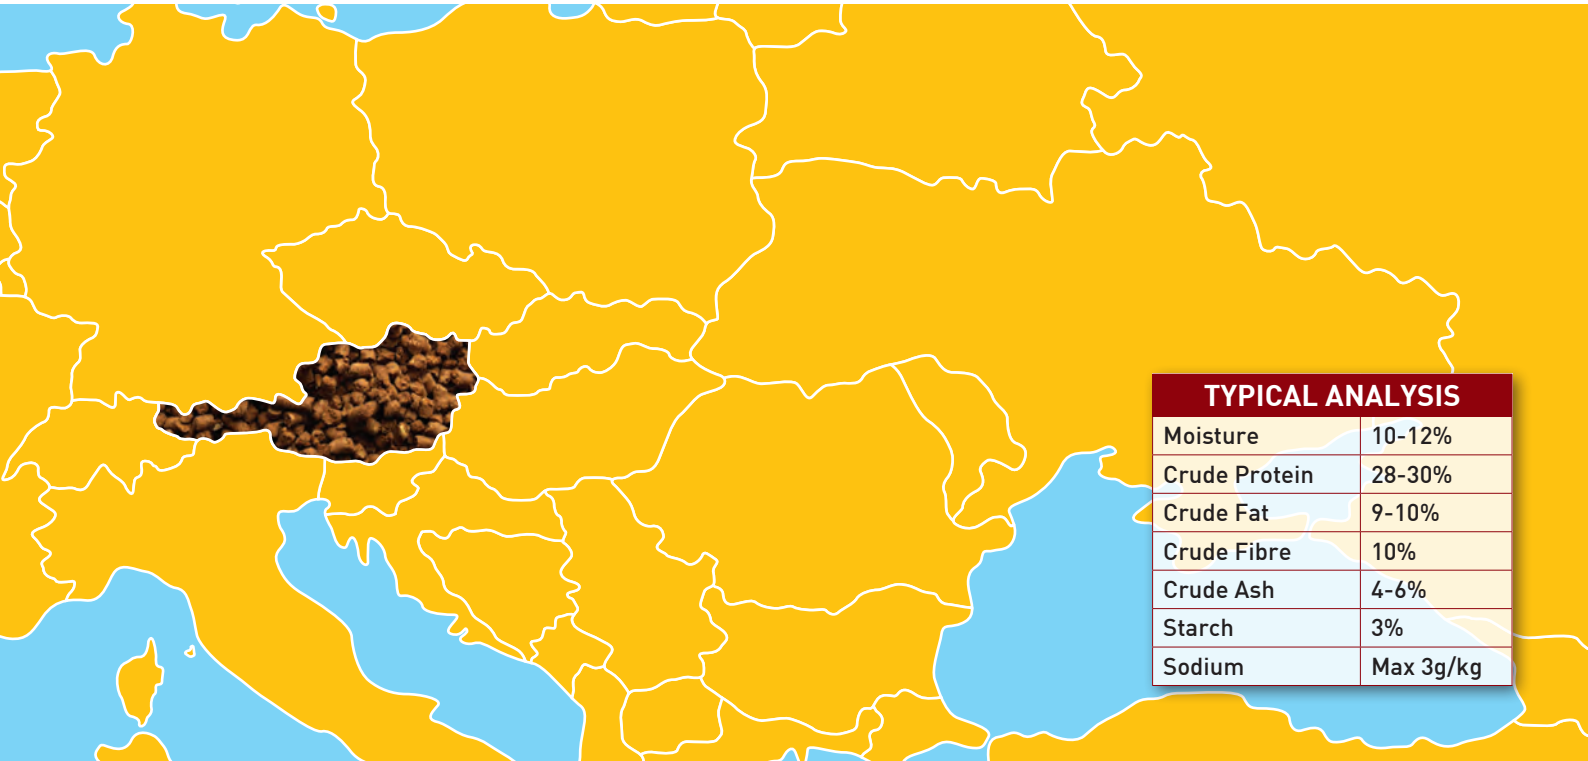 TYPICAL ANALYSIS
Moisture 10-12%
Crude Protein 28-30%
Crude Fat 9-10%
Crude Fibre 10%
Crude Ash 4-6%
Starch 3%
Sodium Max 3g/kg